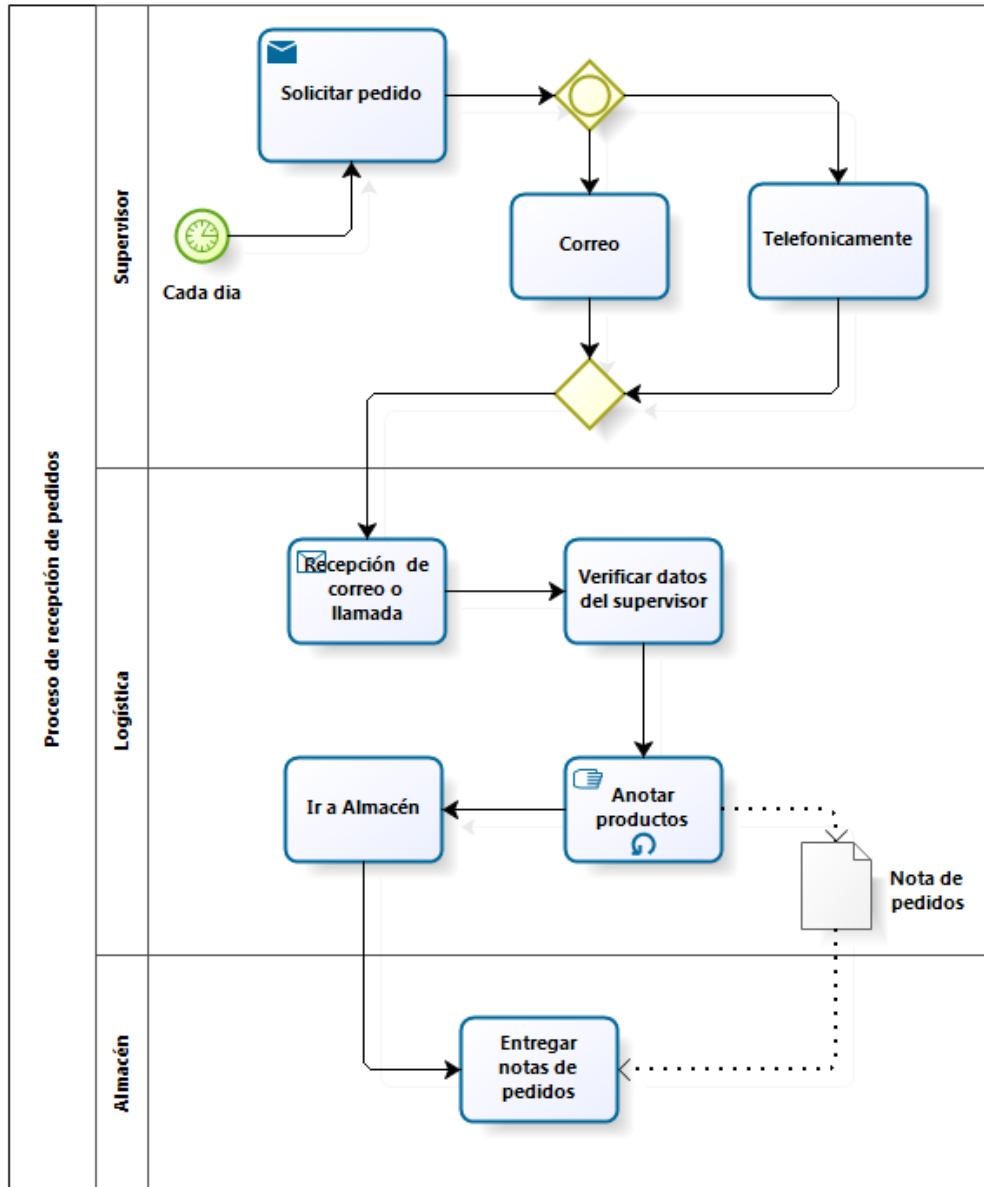 Proceso de recepción de pedidos
Supervisor
Solicitar pedido
Cada dia
Correo
Telefonicamente
Logística
Recepción de
correo o
llamada
Verificar datos
del supervisor
Ir a Almacén
Anotar
productos
Nota de
pedidos
Almacén
Entregar
notas de
pedidos